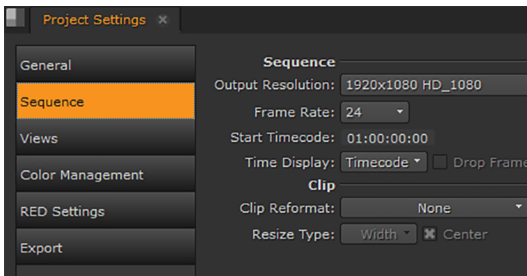 Project Settings
General
Sequence
Views
Color Management
RED Settings
Export
Sequence
Output Resolution: 1920x1080 HD_1080
Frame Rate: 24
Start Timecode: 01:00:00:00
Time Display: Timecode Drop Frame
Clip
Clip Reformat: None
Resize Type: Width Center